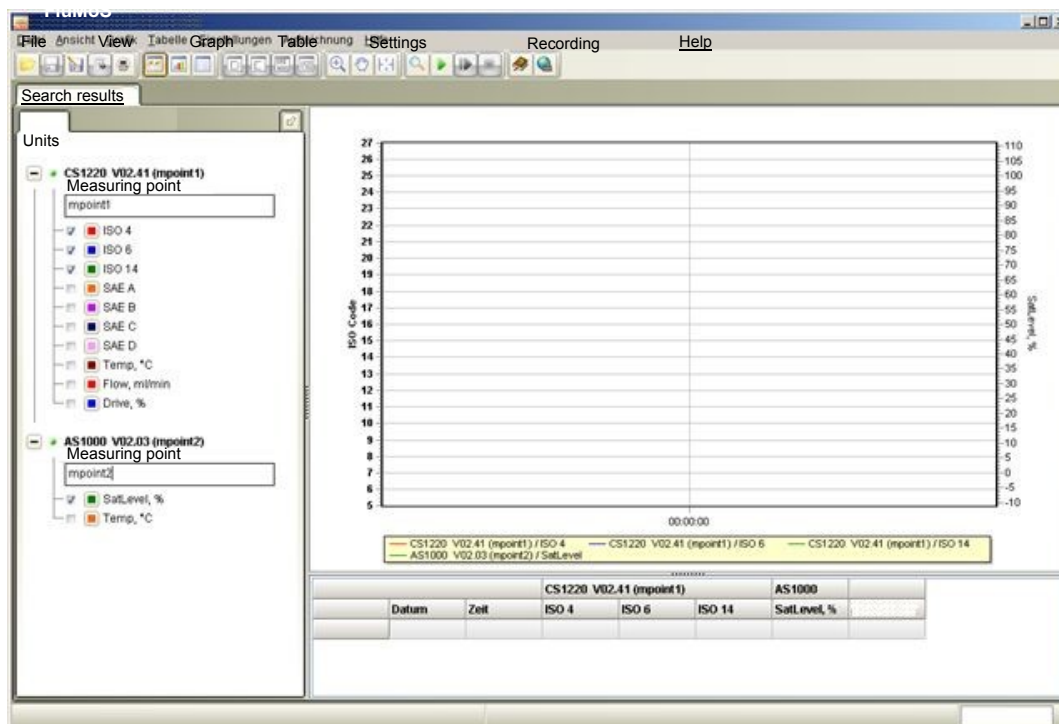 FluMoS
File View Graph Table Settings Recording Help
Ansicht Tabelle
Search results
Units
CS1220 V02.41 (mpoint1)
Measuring point
mpoint1
ISO 4
ISO 6
ISO 14
SAE A
SAE B
SAE C
SAE D
Temp, °C
Flow, ml/min
Drive, %
AS1000 V02.03 (mpoint2)
Measuring point
mpoint2
SatLevel, %
Temp, °C
27
26
25
24
23
22
21
20
19
18
17
16
15
14
13
12
11
10
9
8
7
6
5
ISO Code
110
105
100
95
90
85
80
75
70
65
60
55
50
45
40
35
30
25
20
15
10
5
0
-5
-10
SatLevel, %
00:00:00
CS1220 V02.41 (mpoint1) / ISO 4 CS1220 V02.41 (mpoint1) / ISO 6 CS1220 V02.41 (mpoint1) / ISO 14
AS1000 V02.03 (mpoint2) / SatLevel
CS1220 V02.41 (mpoint1) AS1000
Datum Zeit ISO 4 ISO 6 ISO 14 SatLevel, %